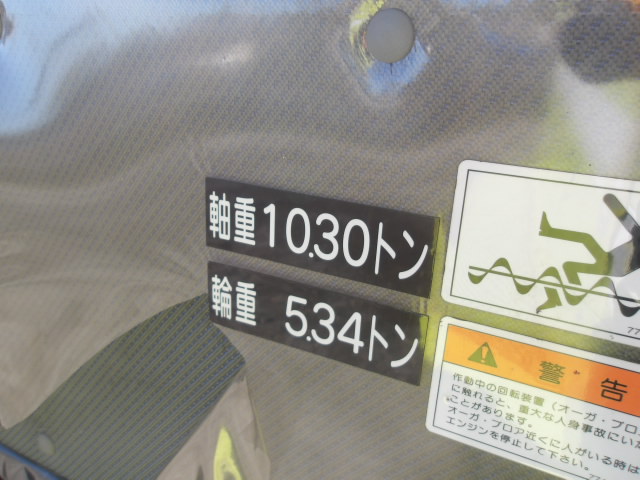 軸重10.30トン
輪重 5.34トン
警告
作動中の回転装置(オーガ・ブロ
に触れると、重大な人身事故にい
ことがあります。
オーガ・ブロア近くに人がいる時は
エンジンを停止して下さい。